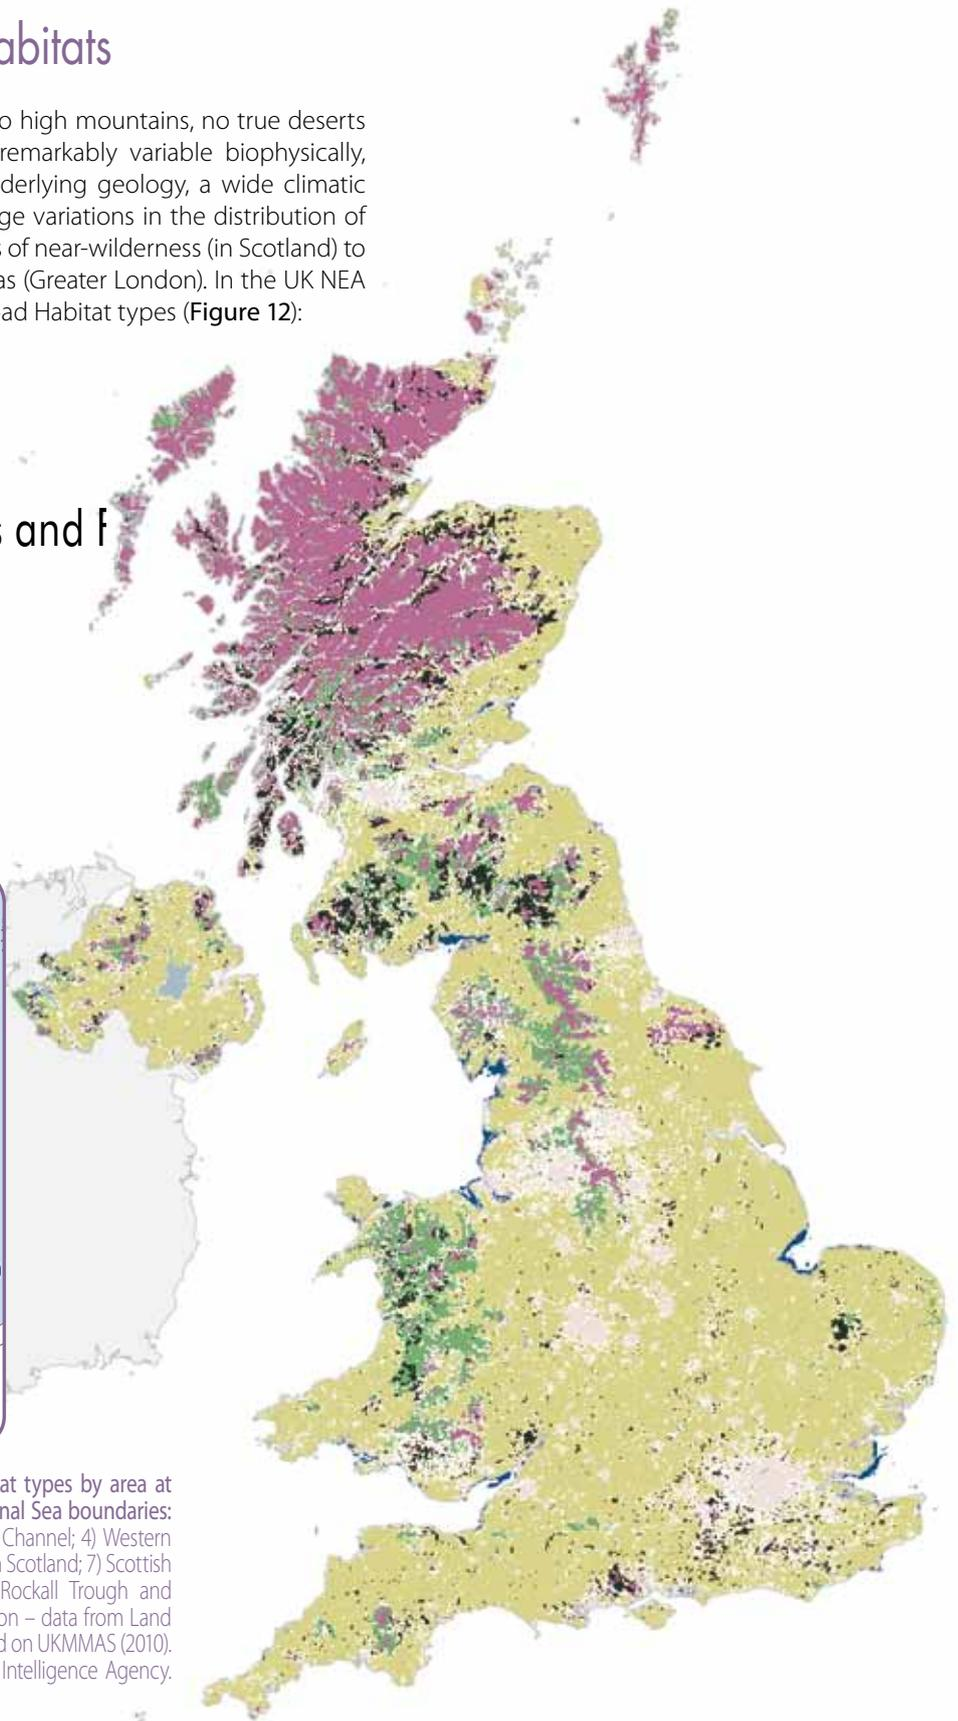 abitats
o high mountains, no true deserts
remarkably variable biophysically,
derlying geology, a wide climatic
ge variations in the distribution of
s of near-wilderness (in Scotland) to
as (Greater London). In the UK NEA
ad Habitat types (Figure 12):
s and F
at types by area at
nal Sea boundaries:
Channel; 4) Western
Scotland; 7) Scottish
Rockall Trough and
on – data from Land
d on UKMMAS (2010).
Intelligence Agency.